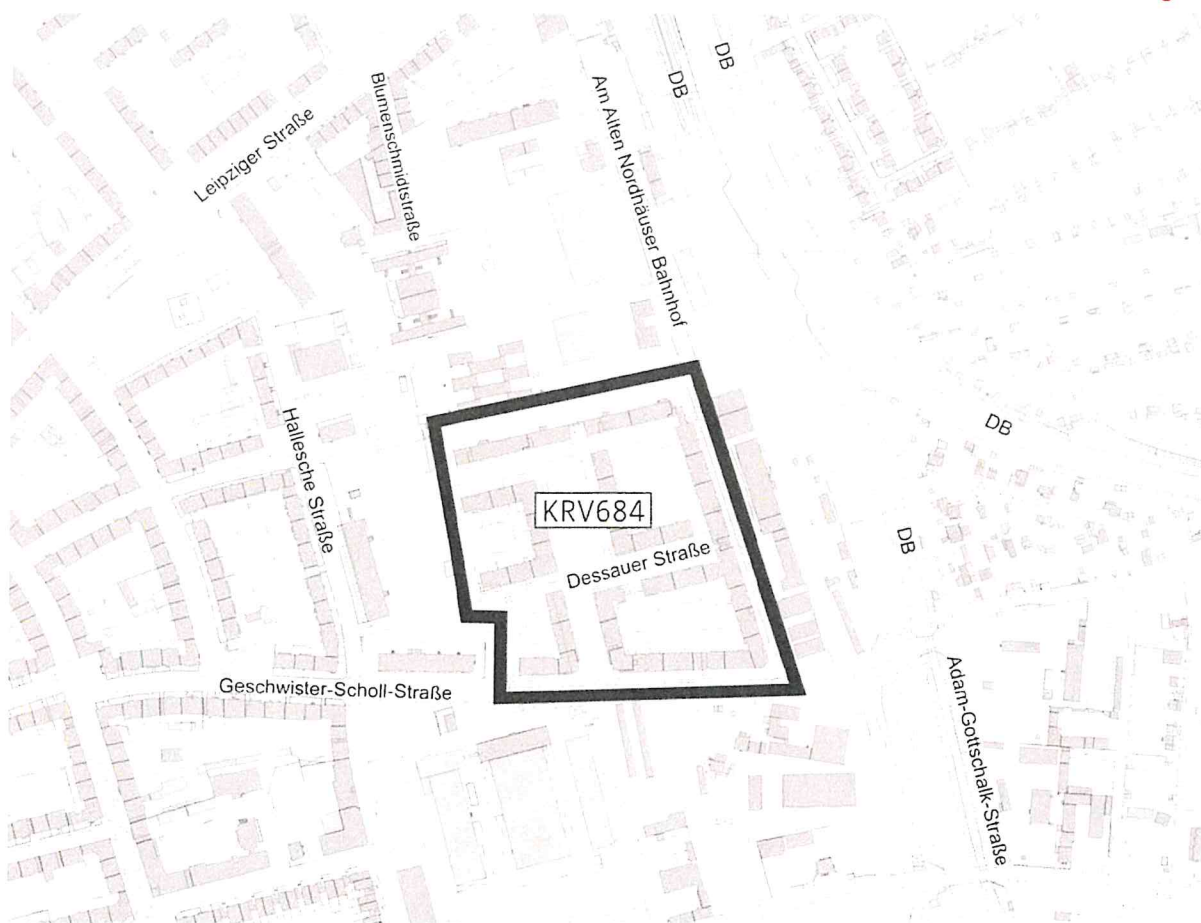 DB
DB
Blumenschmidtstraße
Am Alten Nordhäuser Bahnhof
Leipziger Straße
Hallesche Straße
DB
KRV684
DB
Dessauer Straße
Geschwister-Scholl-Straße
Adam-Gottschalk-Straße